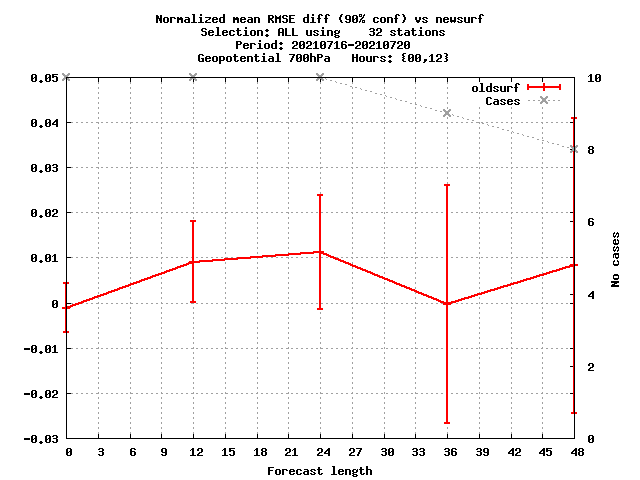 Normalized mean RMSE diff (90% conf) vs newsurf
Selection: ALL using    32 stations
Period: 20210716-20210720
Geopotential 700hPa   Hours: {00,12}
oldsurf
Cases
0.05
0.04
0.03
0.02
0.01
0
-0.01
-0.02
-0.03
10
8
6
4
2
0
No cases
0 3 6 9 12 15 18 21 24 27 30 33 36 39 42 45 48
Forecast length